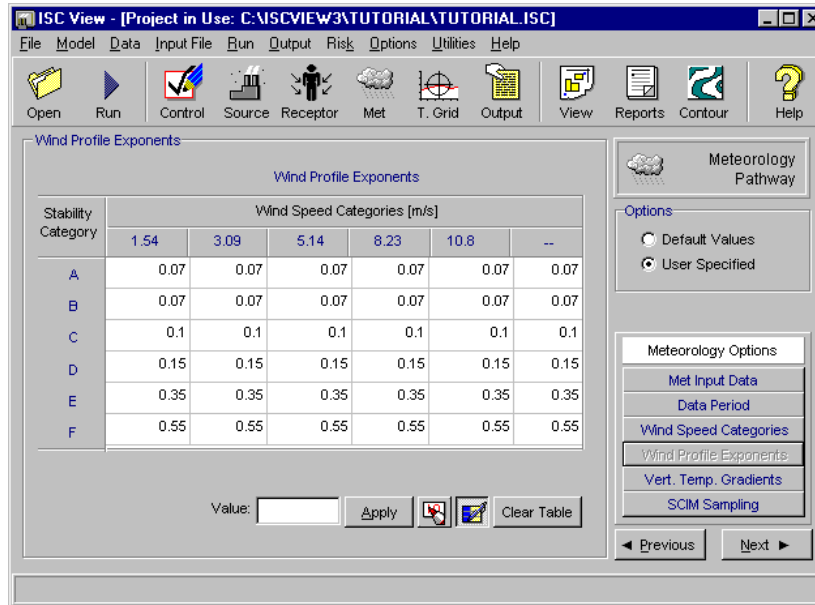 ISC View - [Project in Use: C:\ISCVIEW3\TUTORIAL\TUTORIAL.ISC]
File Model Data Input File Run Output Risk Options Utilities Help
Open Run Control Source Receptor Met T. Grid Output View Reports Contour Help
Wind Profile Exponents
Wind Profile Exponents
Stability Category Wind Speed Categories [m/s]
1.54 3.09 5.14 8.23 10.8 --
A 0.07 0.07 0.07 0.07 0.07 0.07
B 0.07 0.07 0.07 0.07 0.07 0.07
C 0.1 0.1 0.1 0.1 0.1 0.1
D 0.15 0.15 0.15 0.15 0.15 0.15
E 0.35 0.35 0.35 0.35 0.35 0.35
F 0.55 0.55 0.55 0.55 0.55 0.55
Value: Apply Clear Table
Meteorology
Pathway
Options
Default Values
User Specified
Meteorology Options
Met Input Data
Data Period
Wind Speed Categories
Wind Profile Exponents
Vert. Temp. Gradients
SCIM Sampling
Previous Next